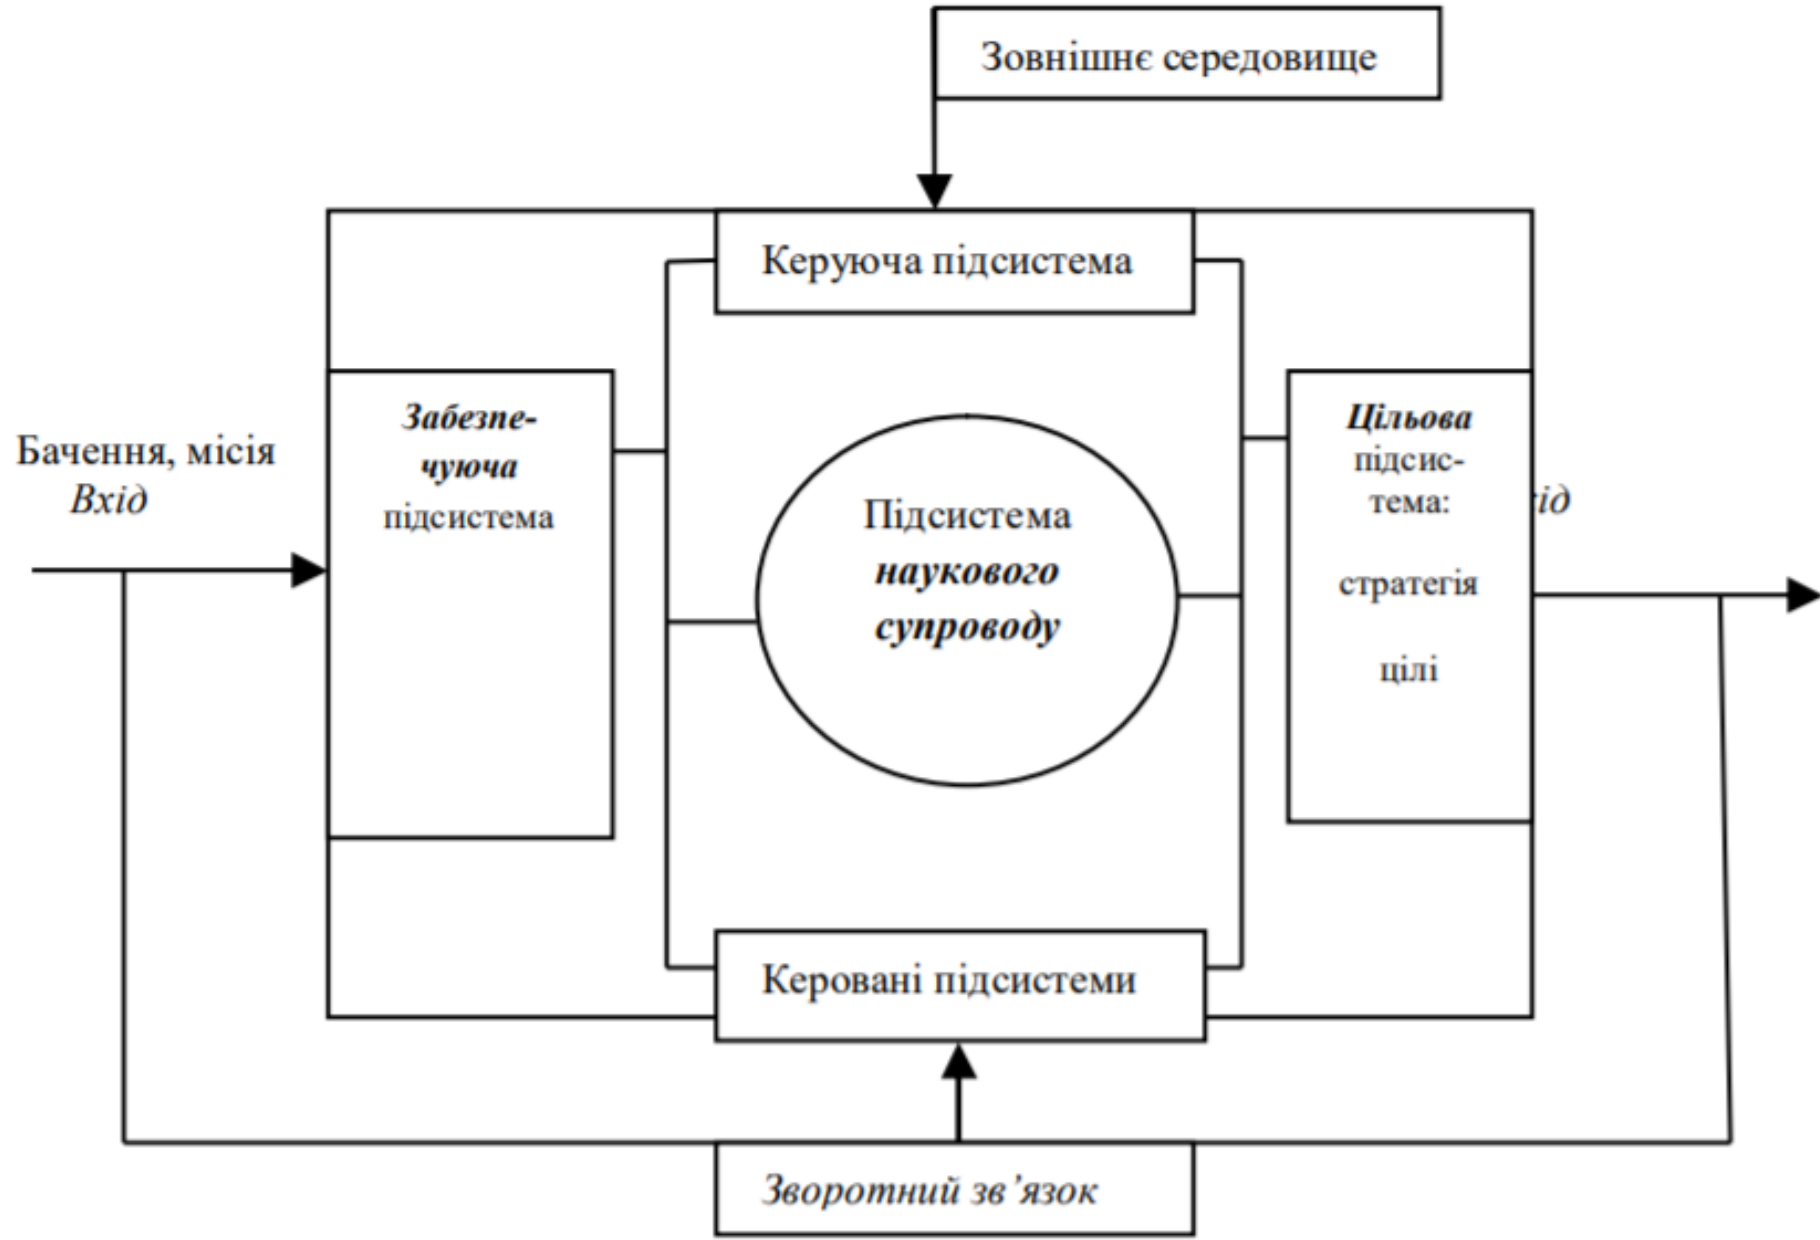 Зовнішнє середовище
Керуюча підсистема
Бачення, місія
Вхід
Забезпе-
чуюча
підсистема
Підсистема
наукового
супроводу
Цільова
підсис-
тема:
стратегія
цілі
Керовані підсистеми
Зворотний зв’язок